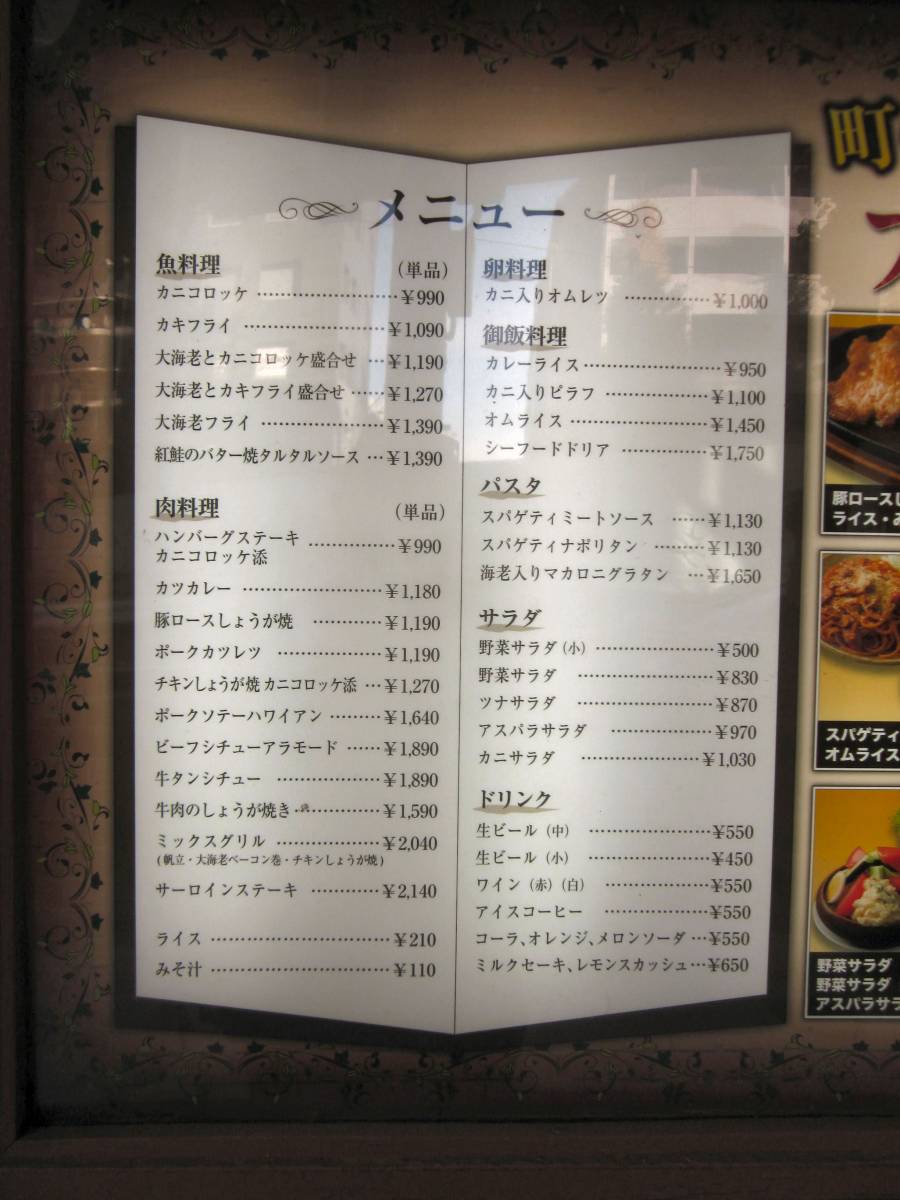 メニュー
魚料理 (単品)
カニコロッケ ……………………¥990
カキフライ ……………………¥1,090
大海老とカニコロッケ盛合せ …¥1,190
大海老とカキフライ盛合せ……¥1,270
大海老フライ …………………¥1,390
紅鮭のバター焼タルタルソース …¥1,390
肉料理 (単品)
ハンバーグステーキ
カニコロッケ添 ……………¥990
カツカレー ……………………¥1,180
豚ロースしょうが焼 …………¥1,190
ポークカツレツ ………………¥1,190
チキンしょうが焼 カニコロッケ添 …¥1,270
ポークソテーハワイアン ………¥1,640
ビーフシチューアラモード ……¥1,890
牛タンシチュー ………………¥1,890
牛肉のしょうが焼き……………¥1,590
ミックスグリル ………………¥2,040
(帆立・大海老ベーコン巻・チキンしょうが焼)
サーロインステーキ …………¥2,140
ライス …………………………¥210
みそ汁 …………………………¥110
卵料理
カニ入りオムレツ ……………¥1,000
御飯料理
カレーライス……………………¥950
カニ入りピラフ ………………¥1,100
オムライス ……………………¥1,450
シーフードドリア ……………¥1,750
パスタ
スパゲティミートソース ……¥1,130
スパゲティナポリタン ………¥1,130
海老入りマカロニグラタン …¥1,650
サラダ
野菜サラダ(小) …………………¥500
野菜サラダ ……………………¥830
ツナサラダ ……………………¥870
アスパラサラダ ………………¥970
カニサラダ …………………¥1,030
ドリンク
生ビール(中) …………………¥550
生ビール(小) …………………¥450
ワイン(赤)(白) ………………¥550
アイスコーヒー ………………¥550
コーラ、オレンジ、メロンソーダ …¥550
ミルクセーキ、レモンスカッシュ…¥650
町
豚ロースし
ライス・み
スパゲティ
オムライス
野菜サラダ
野菜サラダ
アスパラサラ